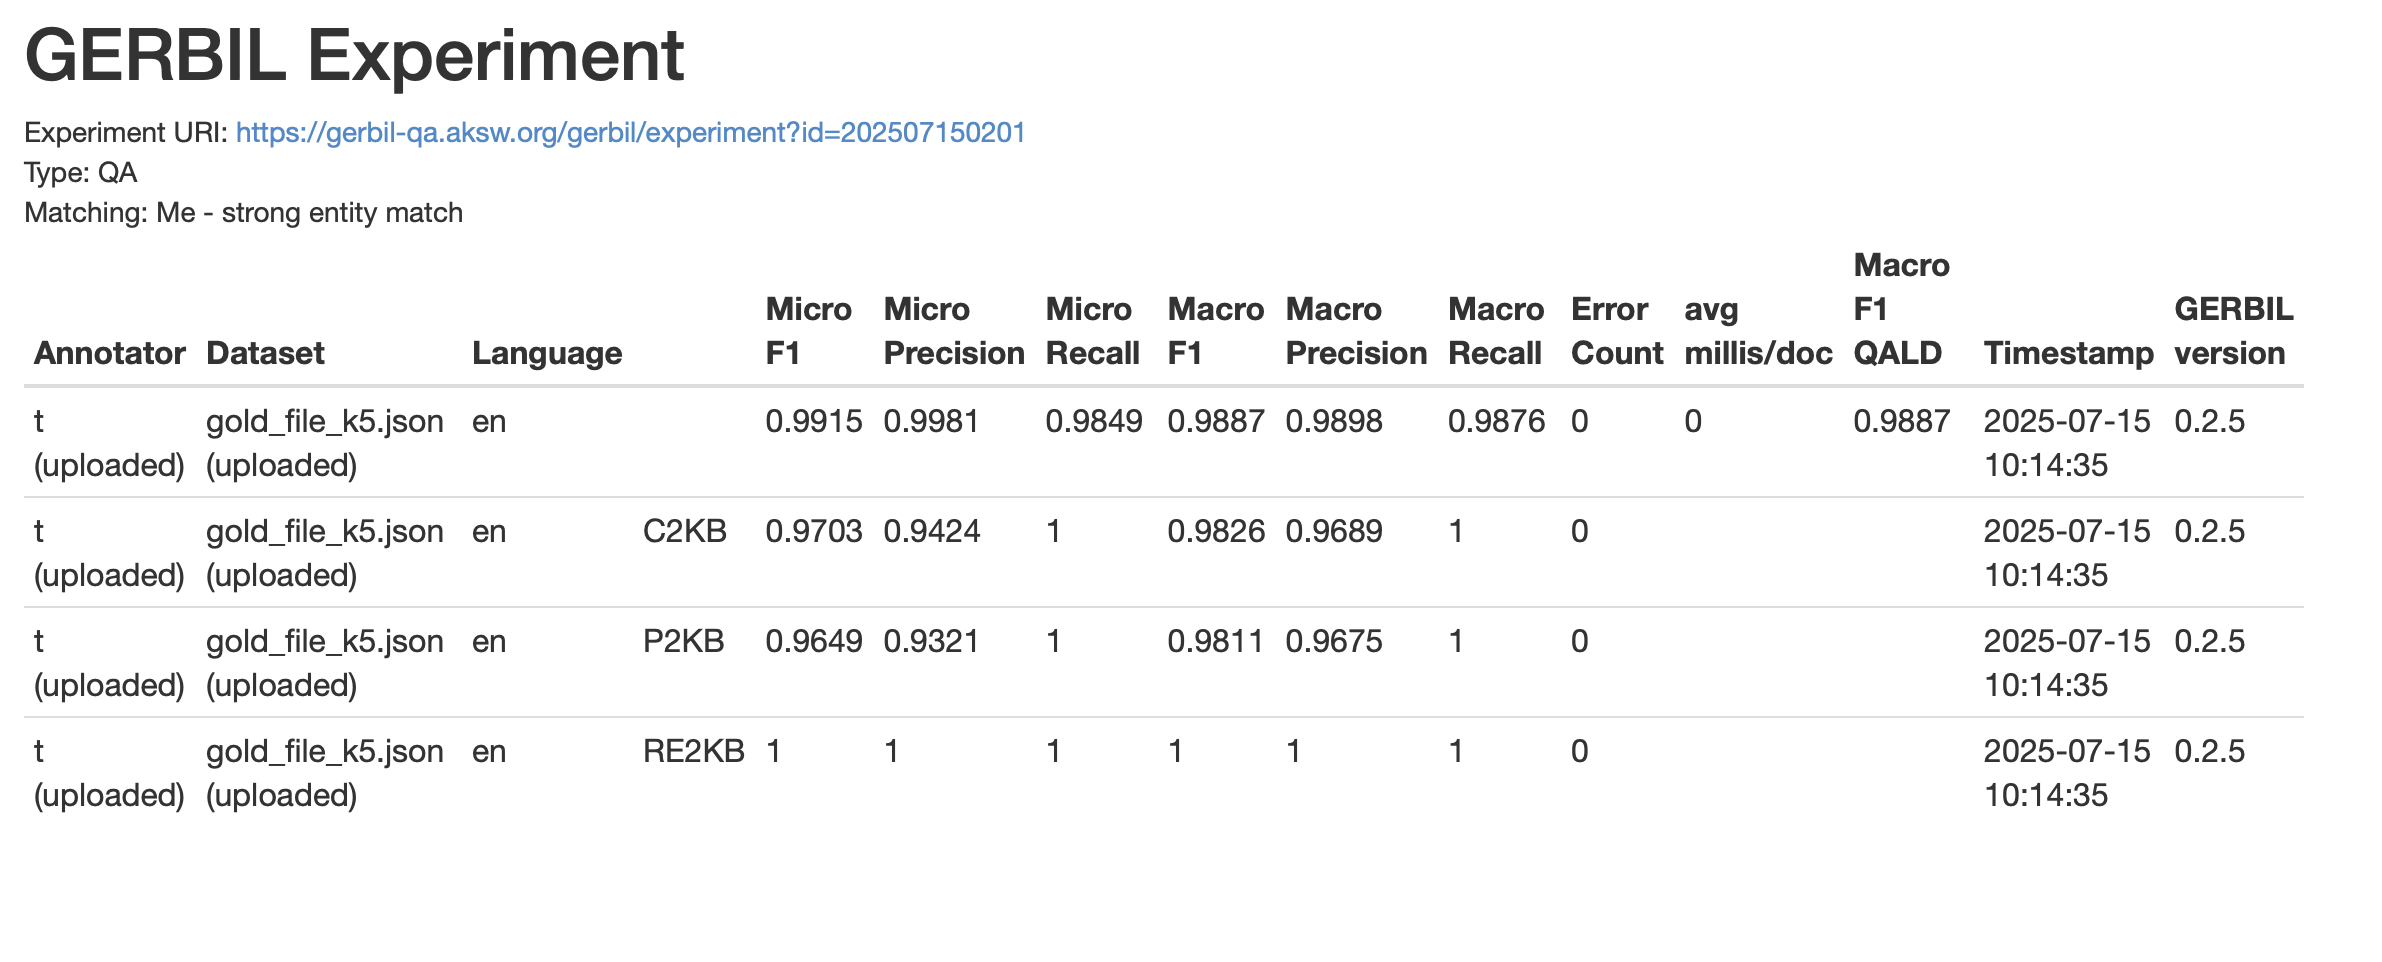 GERBIL Experiment
Experiment URI: https://gerbil-qa.aksw.org/gerbil/experiment?id=202507150201
Type: QA
Matching: Me - strong entity match
Annotator Dataset Language Micro F1 Micro Precision Micro Recall Macro F1 Macro Precision Macro Recall Error Count avg millis/doc Macro F1 QALD Timestamp GERBIL version
t gold_file_k5.json en 0.9915 0.9981 0.9849 0.9887 0.9898 0.9876 0 0 0.9887 2025-07-15 0.2.5
(uploaded) (uploaded) 10:14:35
t gold_file_k5.json en C2KB 0.9703 0.9424 1 0.9826 0.9689 1 0 2025-07-15 0.2.5
(uploaded) (uploaded) 10:14:35
t gold_file_k5.json en P2KB 0.9649 0.9321 1 0.9811 0.9675 1 0 2025-07-15 0.2.5
(uploaded) (uploaded) 10:14:35
t gold_file_k5.json en RE2KB 1 1 1 1 1 1 0 2025-07-15 0.2.5
(uploaded) (uploaded) 10:14:35